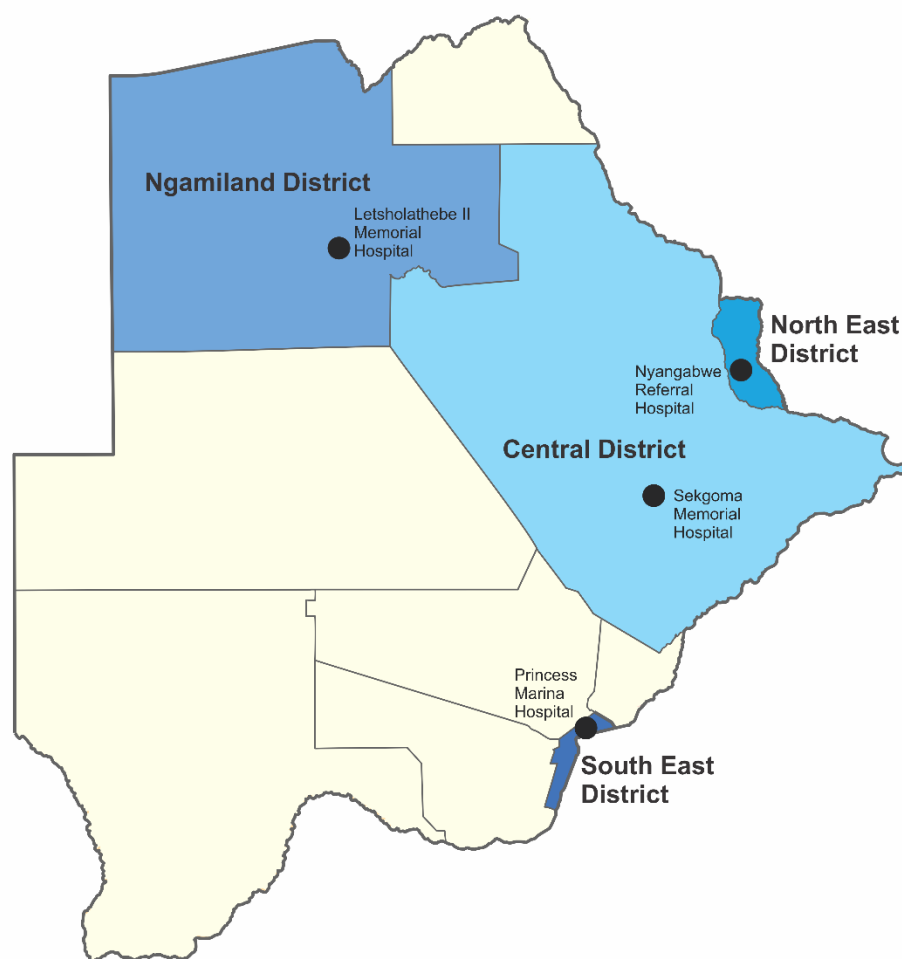 Ngamiland District
Letsholathebe II
Memorial
Hospital
North East
District
Nyangabwe
Referral
Hospital
Central District
Sekgoma
Memorial
Hospital
Princess
Marina
Hospital
South East
District